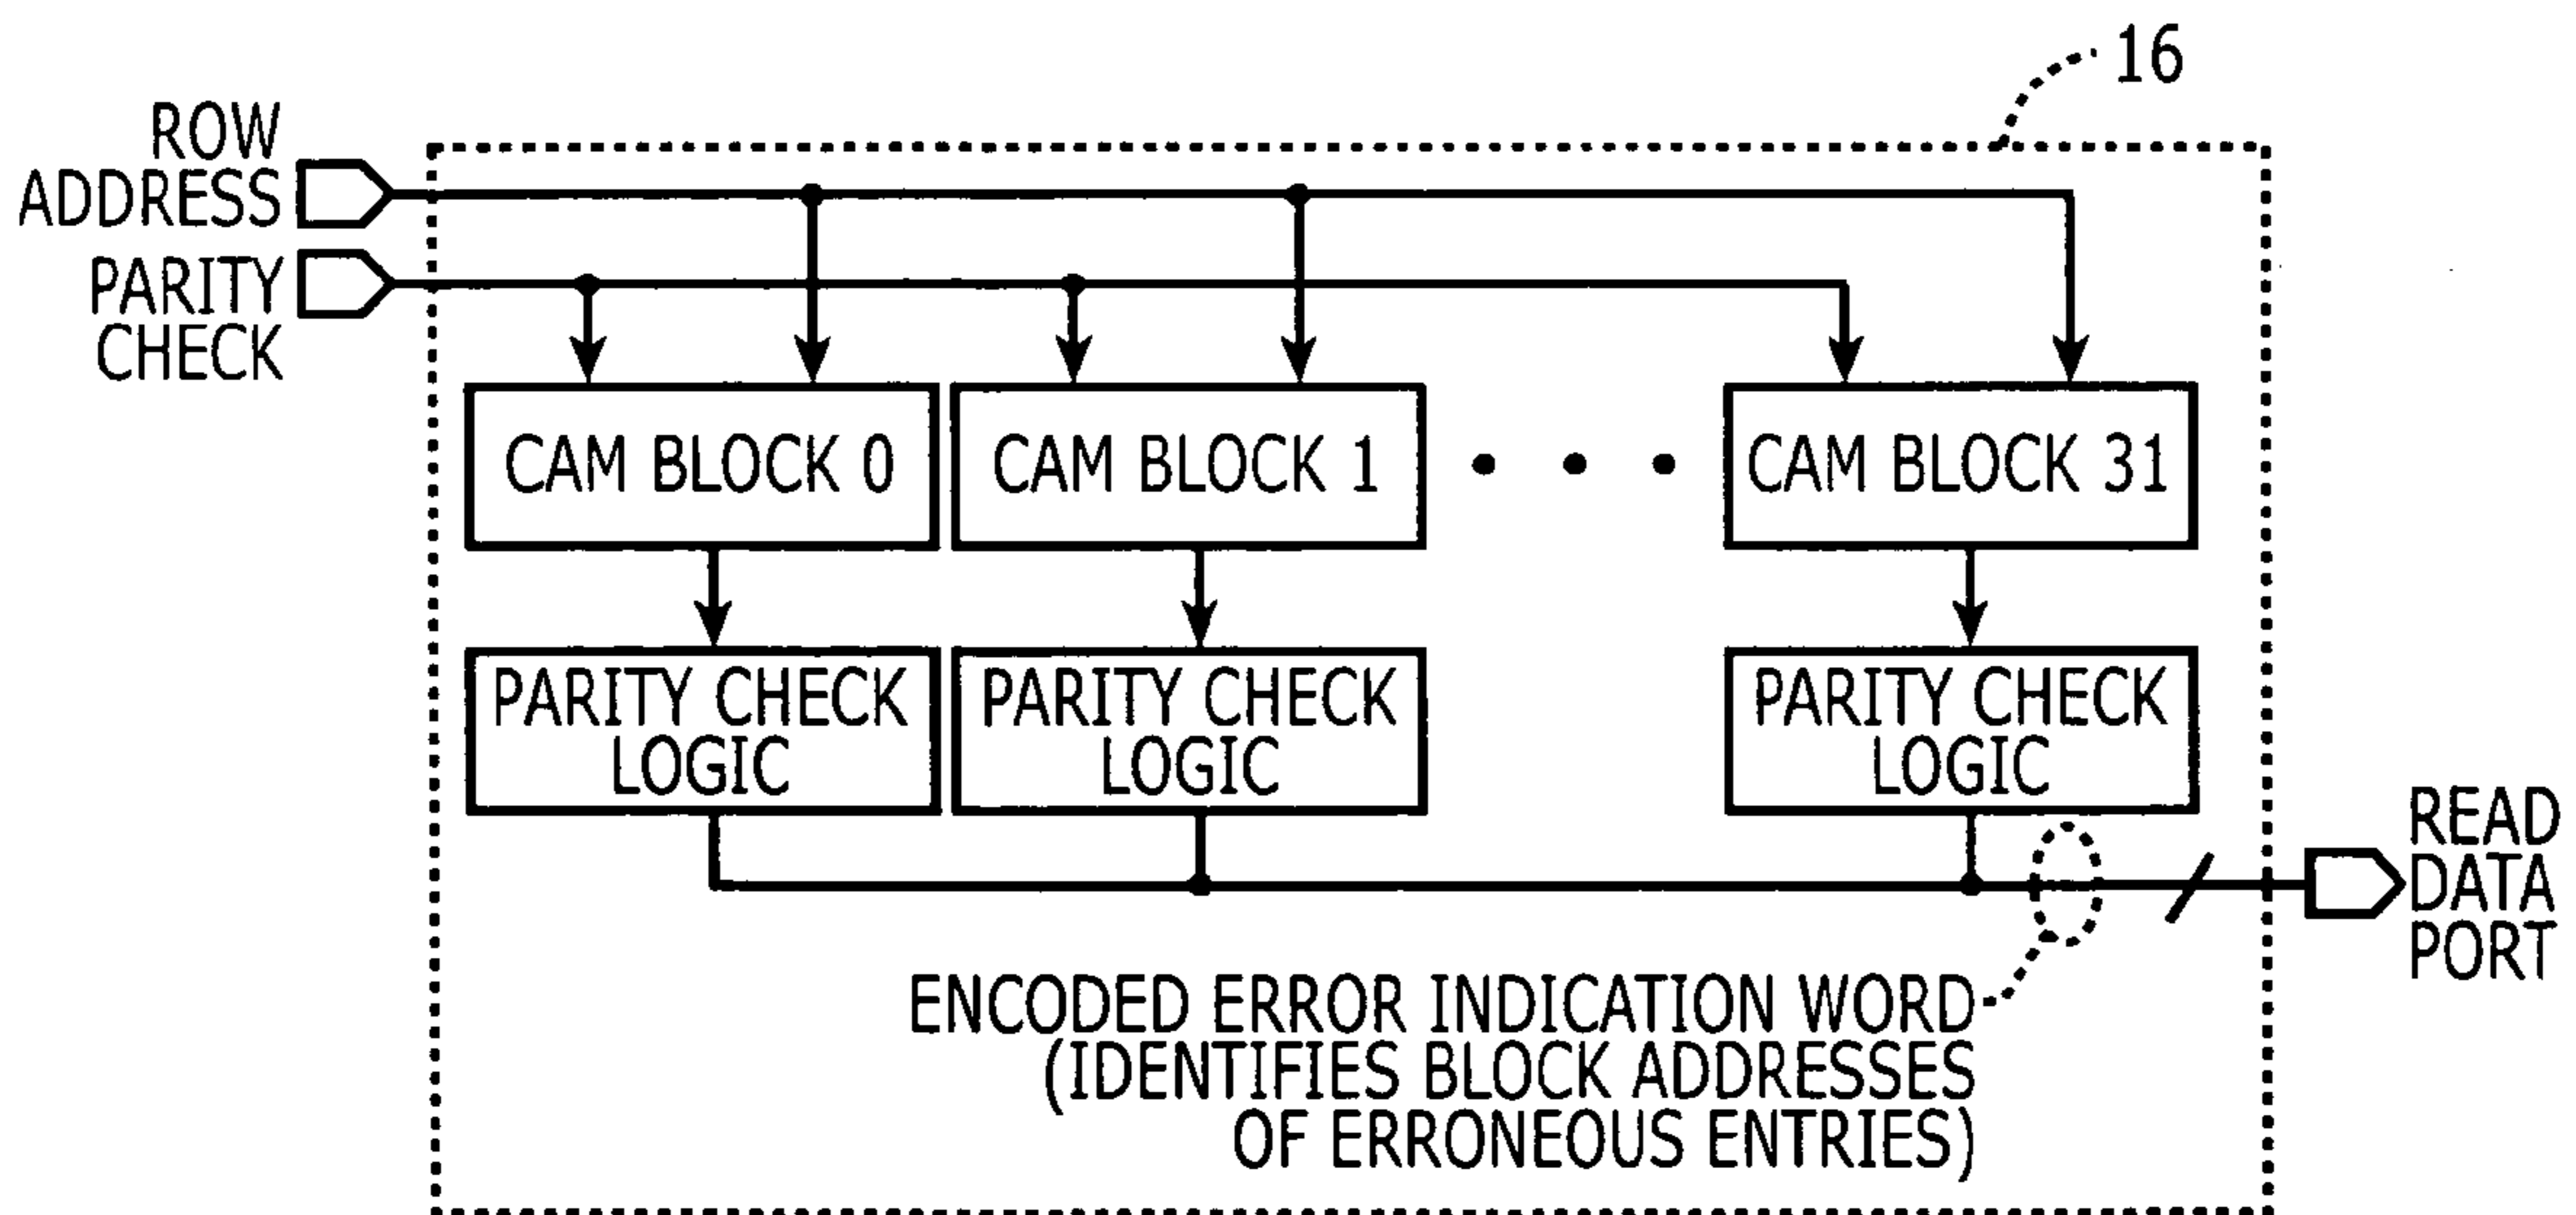 16
ROW
ADDRESS
PARITY
CHECK
CAM BLOCK 0
CAM BLOCK 1
CAM BLOCK 31
PARITY CHECK
LOGIC
PARITY CHECK
LOGIC
PARITY CHECK
LOGIC
READ
DATA
PORT
ENCODED ERROR INDICATION WORD
(IDENTIFIES BLOCK ADDRESSES
OF ERRONEOUS ENTRIES)